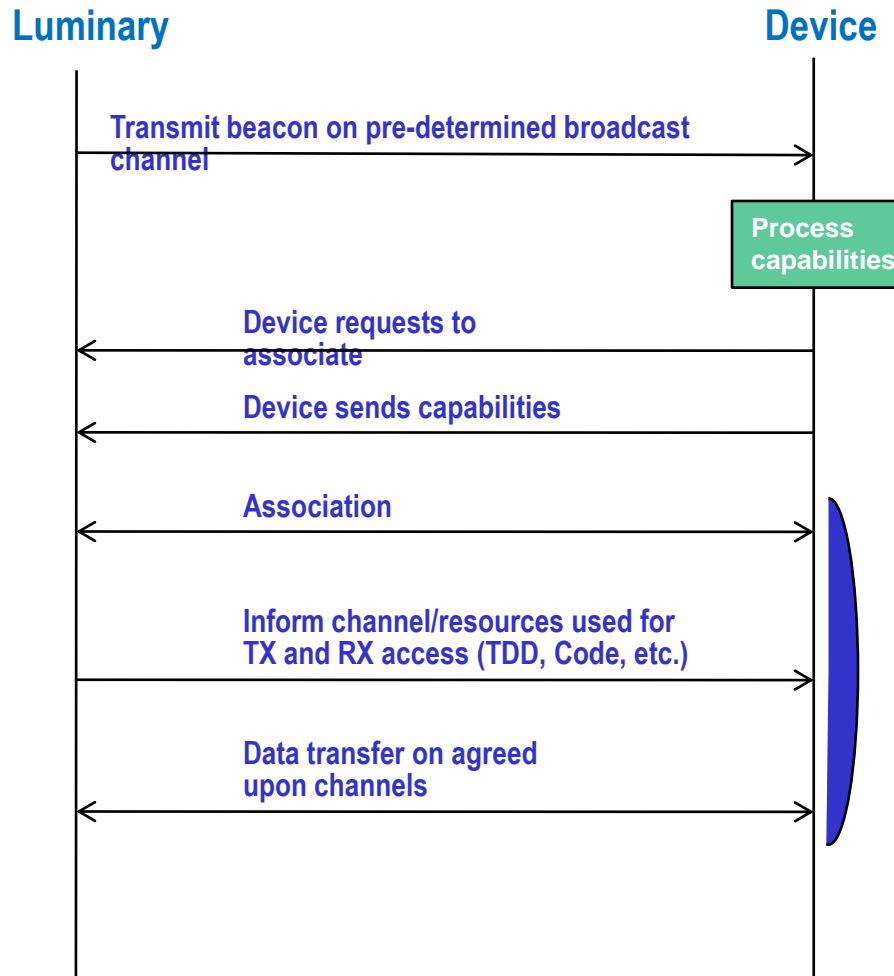 Luminary
Device
Transmit beacon on pre-determined broadcast
channel
Process
capabilities
Device requests to
associate
Device sends capabilities
Association
Inform channel/resources used for
TX and RX access (TDD, Code, etc.)
Data transfer on agreed
upon channels